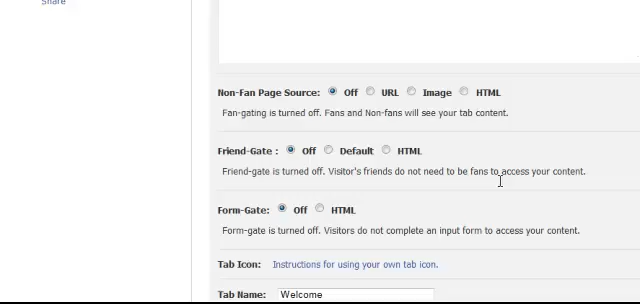 Share
Non-Fan Page Source: Off URL Image HTML
Fan-gating is turned off. Fans and Non-fans will see your tab content.
Friend-Gate : Off Default HTML
Friend-gate is turned off. Visitor's friends do not need to be fans to access your content.
Form-Gate: Off HTML
Form-gate is turned off. Visitors do not complete an input form to access your content.
Tab Icon: Instructions for using your own tab icon.
Tab Name: Welcome